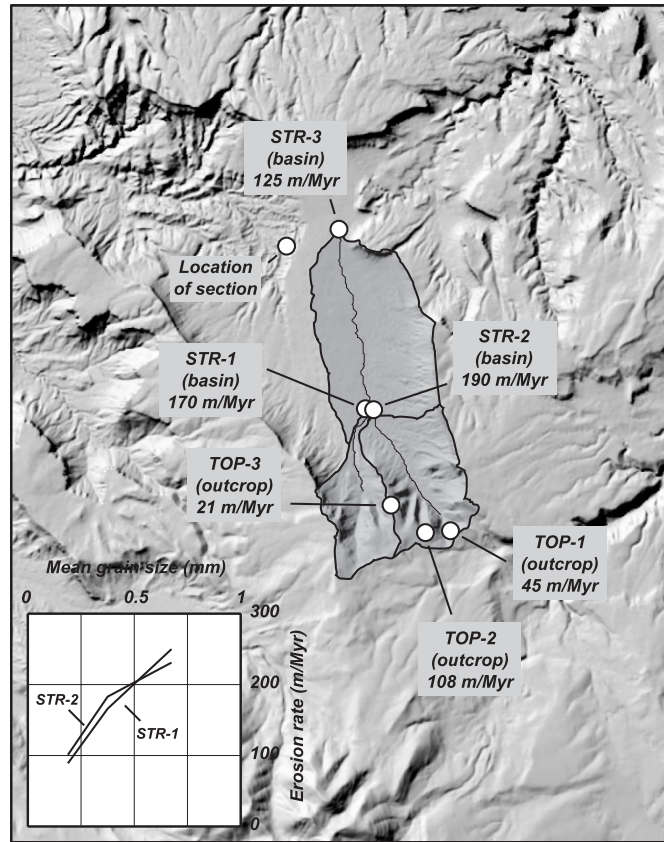 STR-3
(basin)
125 m/Myr
Location
of section
STR-2
(basin)
190 m/Myr
STR-1
(basin)
170 m/Myr
TOP-3
(outcrop)
21 m/Myr
TOP-1
(outcrop)
45 m/Myr
TOP-2
(outcrop)
108 m/Myr
Mean grain size (mm)
0 0.5 1
300
200
100
0
Erosion rate (m/Myr)
STR-2
STR-1